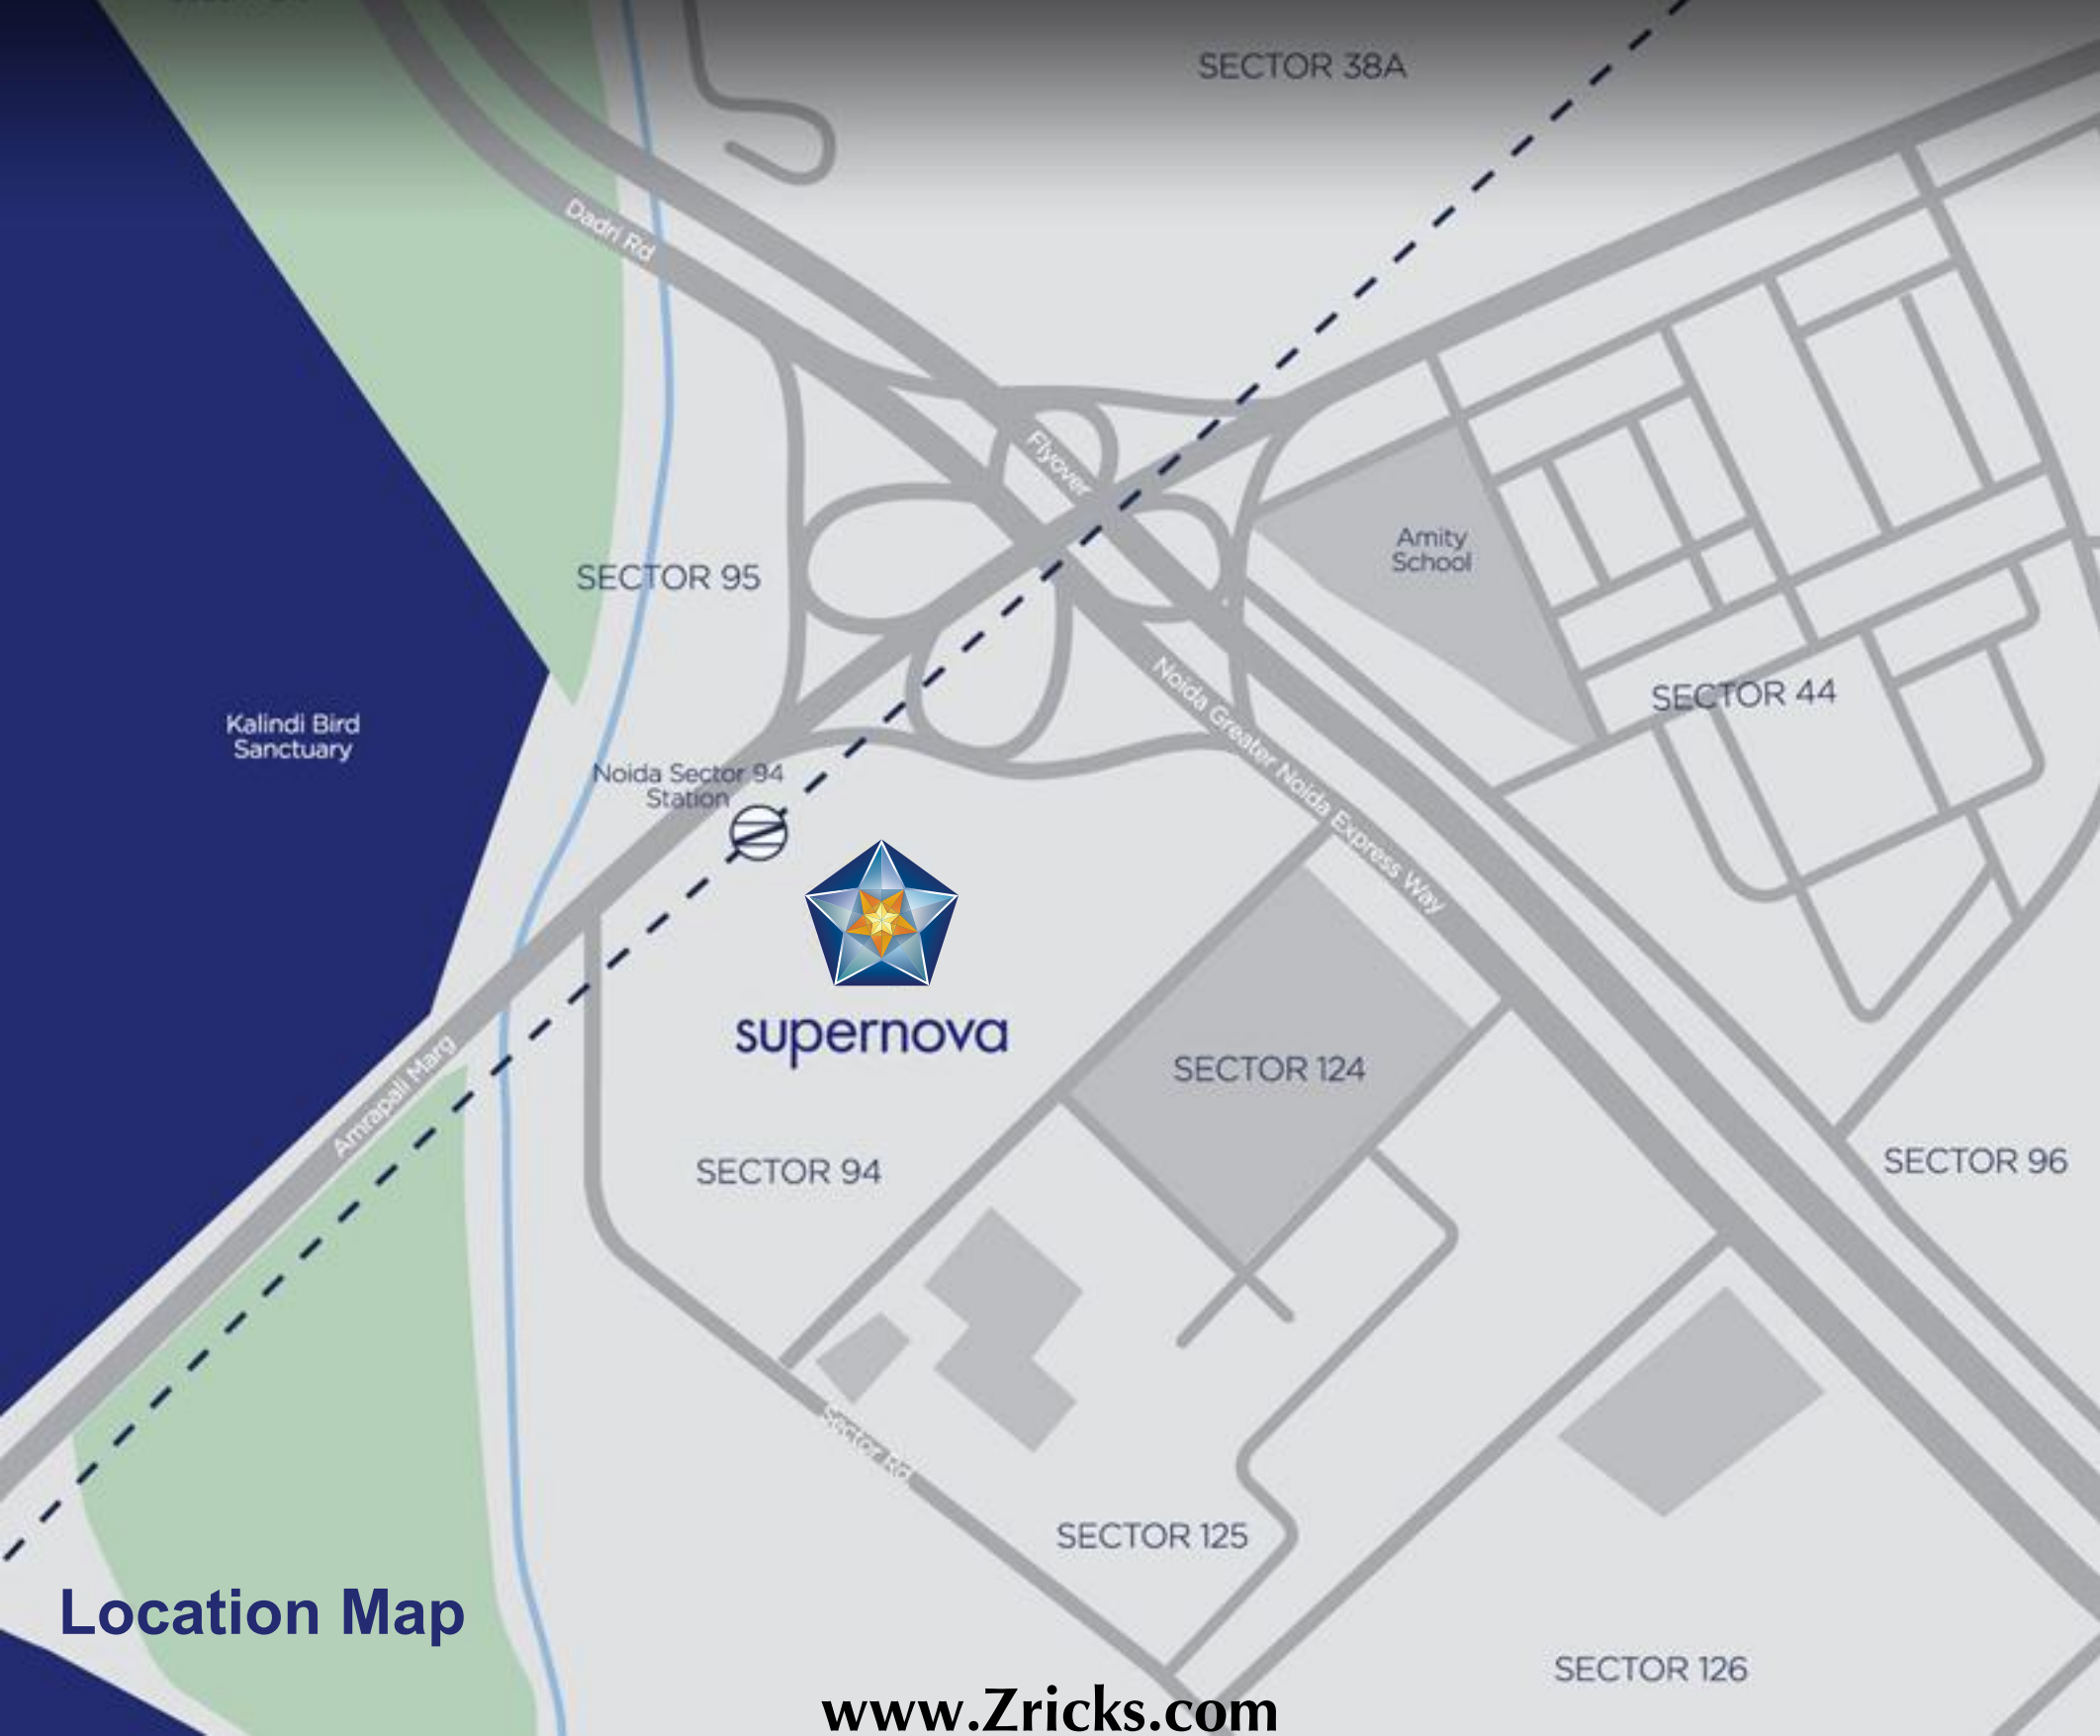 SECTOR 38A
Dadri Rd
Flyover
Amity
School
SECTOR 95
Noida Greater Noida Express Way
SECTOR 44
Kalindi Bird
Sanctuary
Noida Sector 94
Station
supernova
Amrapali Marg
SECTOR 124
SECTOR 94
SECTOR 96
Sector Rd
SECTOR 125
Location Map
SECTOR 126
www.Zricks.com